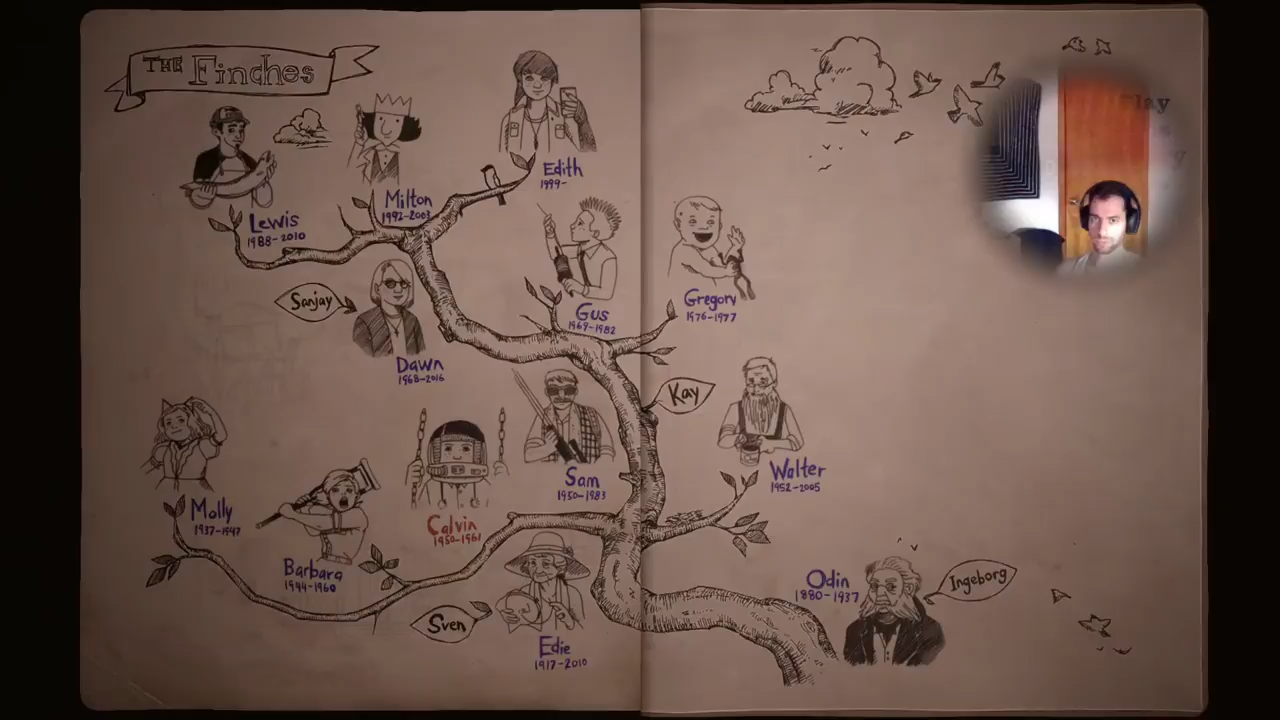 THE Finches
Edith
1999-
Milton
1992-2003
Lewis
1988-2010
Sanjay
Dawn
1968-2016
Gus
1969-1982
Gregory
1976-1977
Kay
Sam
1950-1983
Walter
1952-2005
Molly
1937-1947
Barbara
1944-1960
Calvin
1950-1961
Sven
Edie
1917-2010
Odin
1880-1937
Ingeborg
Play